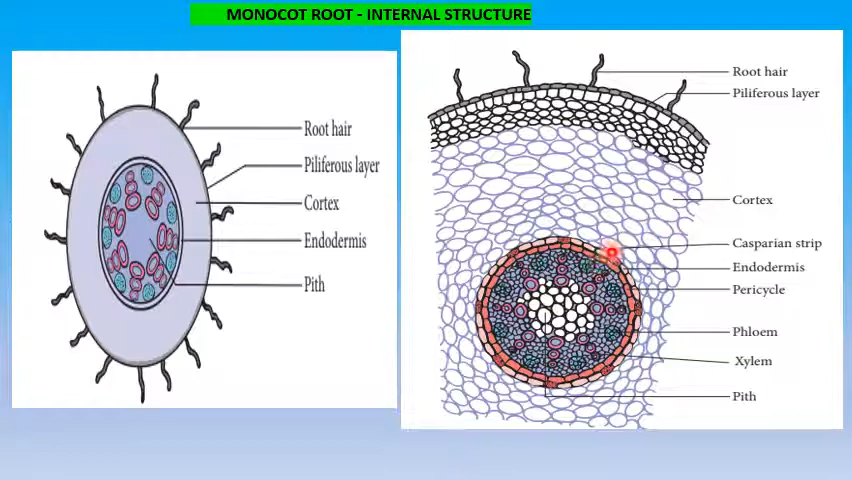 MONOCOT ROOT - INTERNAL STRUCTURE
Root hair
Piliferous layer
Cortex
Endodermis
Pith
Root hair
Piliferous layer
Cortex
Casparian strip
Endodermis
Pericycle
Phloem
Xylem
Pith